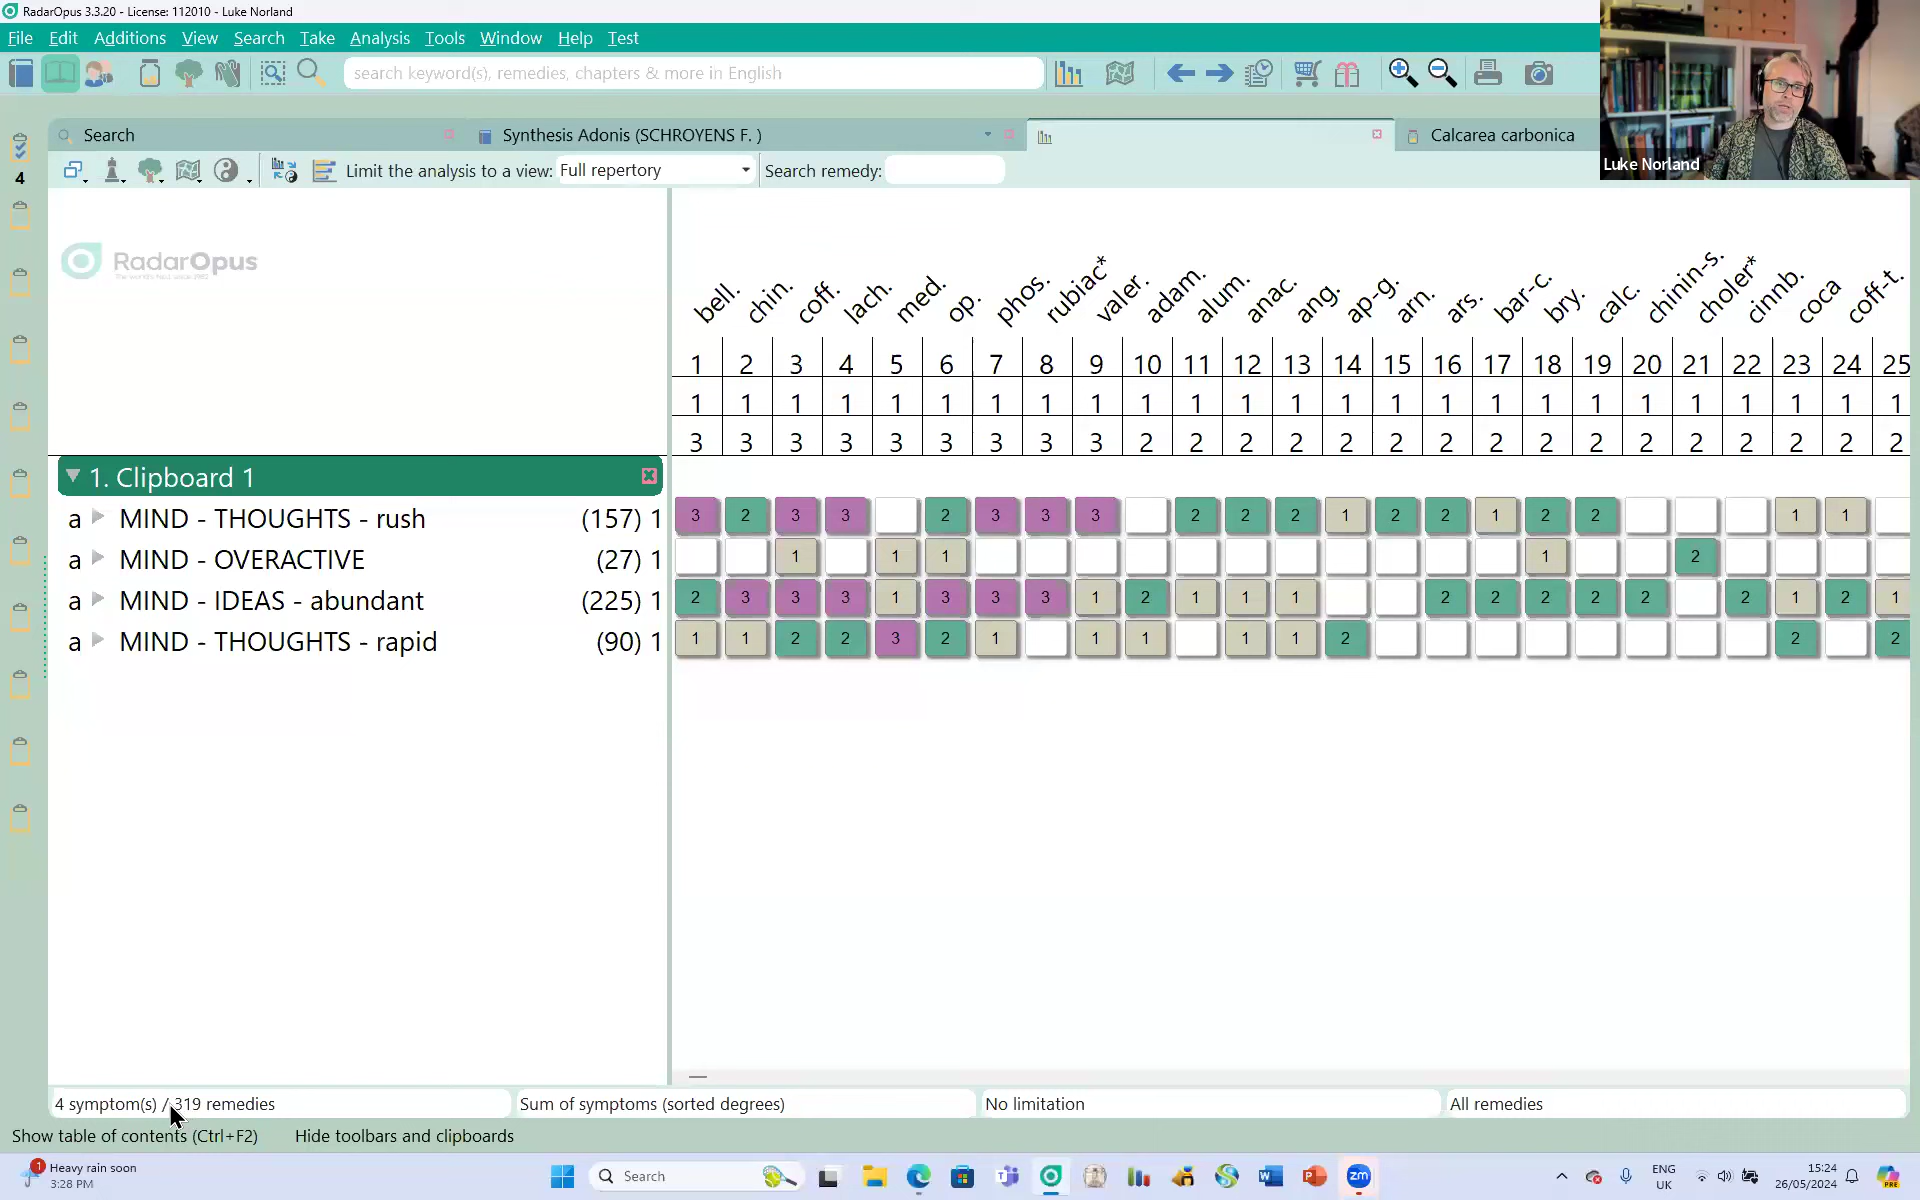 RadarOpus 3.3.20 - License: 112010 - Luke Norland
File Edit Additions View Search Take Analysis Tools Window Help Test
search keyword(s), remedies, chapters & more in English
Search
Synthesis Adonis (SCHROYENS F. )
Calcarea carbonica
Luke Norland
4
Limit the analysis to a view: Full repertory
Search remedy:
RadarOpus
bell. chin. coff. lach. med. op. phos. rubiac* valer. adam. alum. anac. ang. ap-g. arn. ars. bar-c. bry. calc. chinin-s. choler* cinnb. coca coff-t.
1 2 3 4 5 6 7 8 9 10 11 12 13 14 15 16 17 18 19 20 21 22 23 24 25
1 1 1 1 1 1 1 1 1 1 1 1 1 1 1 1 1 1 1 1 1 1 1 1 1
3 3 3 3 3 3 3 3 3 2 2 2 2 2 2 2 2 2 2 2 2 2 2 2 2
1. Clipboard 1
a MIND - THOUGHTS - rush (157) 1 3 2 3 3 2 3 3 3 2 2 2 1 2 2 1 2 2 1 1
a MIND - OVERACTIVE (27) 1 1 1 1 1 2
a MIND - IDEAS - abundant (225) 1 2 3 3 3 1 3 3 3 1 2 1 1 1 2 2 2 2 2 2 1 2 1
a MIND - THOUGHTS - rapid (90) 1 1 1 2 2 3 2 1 1 1 1 1 2 2 2
4 symptom(s) / 319 remedies
Sum of symptoms (sorted degrees)
No limitation
All remedies
Show table of contents (Ctrl+F2)
Hide toolbars and clipboards
1
Heavy rain soon
3:28 PM
Search
zm
ENG
UK
15:24
26/05/2024
PRE